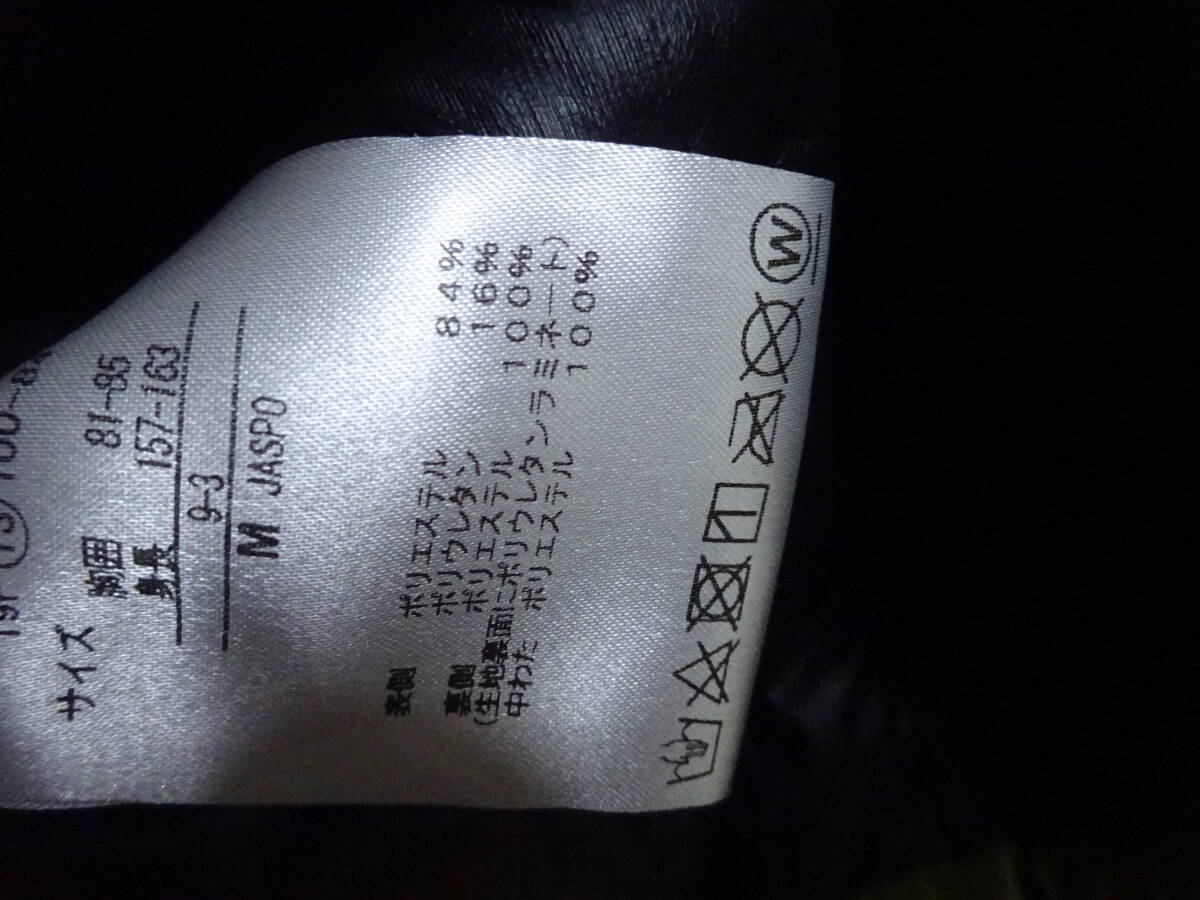 サイズ
胸囲 81-85
身長 157-163
9-3
M JASPO
表側 ポリエステル 84%
ポリウレタン 16%
裏側 ポリエステル 100%
(生地裏面にポリウレタンラミネート)
中わた ポリエステル 100%
W